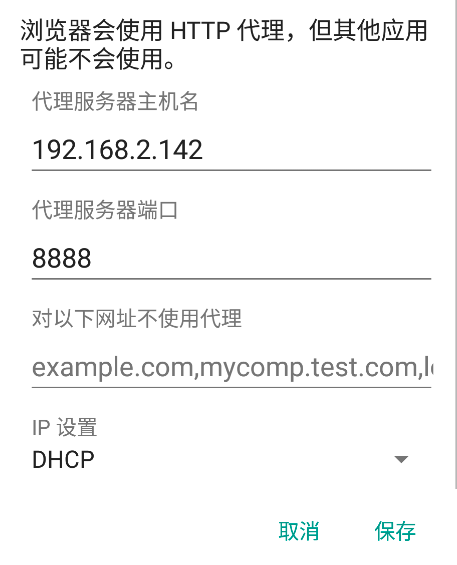 浏览器会使用 HTTP 代理，但其他应用
可能不会使用。
代理服务器主机名
192.168.2.142
代理服务器端口
8888
对以下网址不使用代理
example.com,mycomp.test.com,l
IP 设置
DHCP
取消
保存